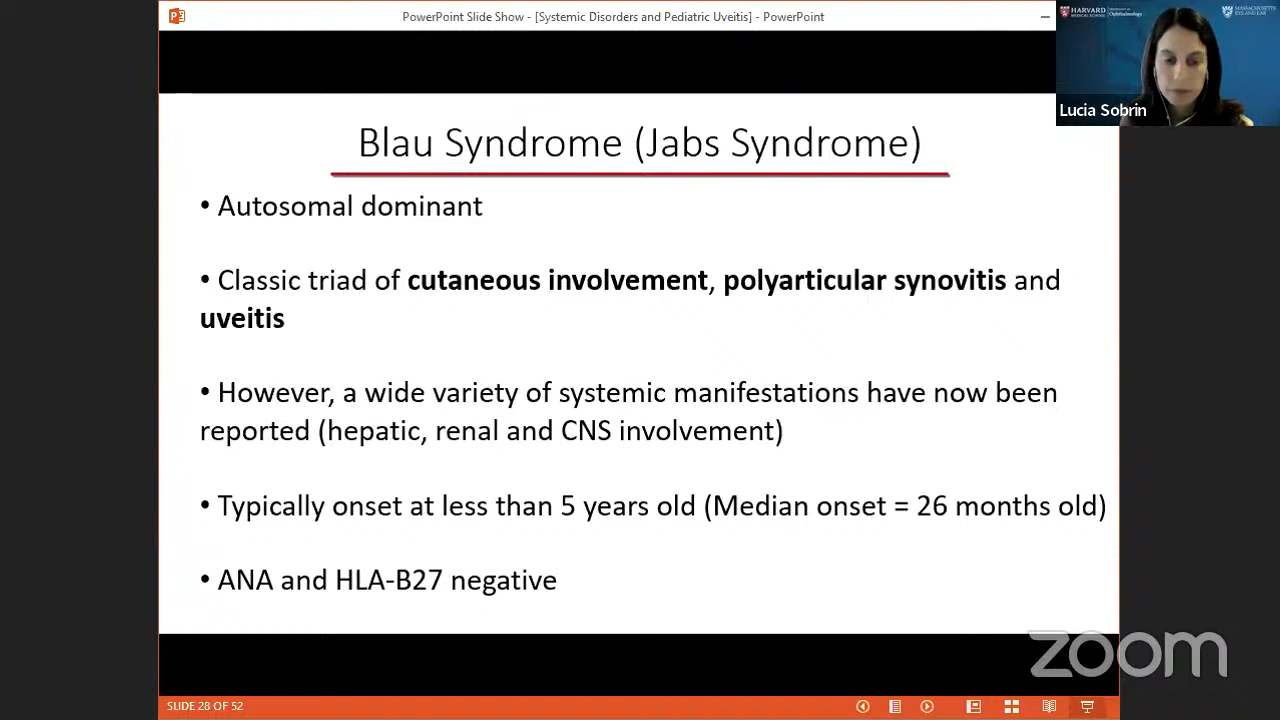 PowerPoint Slide Show - [Systemic Disorders and Pediatric Uveitis] - PowerPoint
HARVARD
MEDICAL SCHOOL
Ophthalmology
MASSACHUSETTS
EYE AND EAR
Lucia Sobrin
Blau Syndrome (Jabs Syndrome)
• Autosomal dominant
• Classic triad of cutaneous involvement, polyarticular synovitis and
uveitis
• However, a wide variety of systemic manifestations have now been
reported (hepatic, renal and CNS involvement)
• Typically onset at less than 5 years old (Median onset = 26 months old)
• ANA and HLA-B27 negative
zoom
SLIDE 28 OF 52